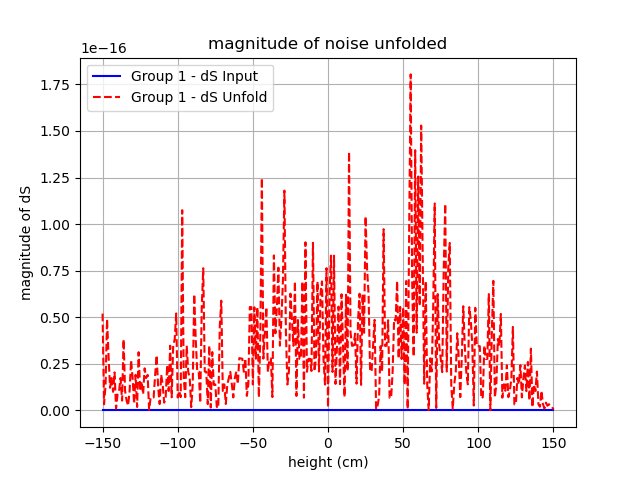 magnitude of noise unfolded
1e−16
Group 1 - dS Input
Group 1 - dS Unfold
1.75
1.50
1.25
1.00
0.75
0.50
0.25
0.00
magnitude of dS
−150
−100
−50
0
50
100
150
height (cm)